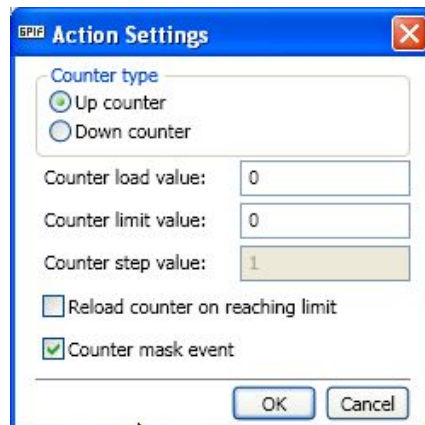 GPIF Action Settings
Counter type
Up counter
Down counter
Counter load value: 0
Counter limit value: 0
Counter step value: 1
Reload counter on reaching limit
Counter mask event
OK Cancel